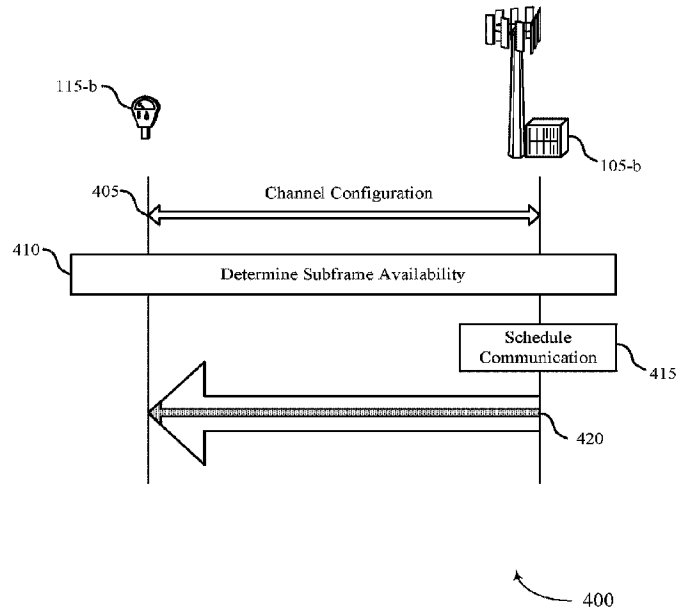 115-b
105-b
405
Channel Configuration
410
Determine Subframe Availability
Schedule
Communication
415
420
400